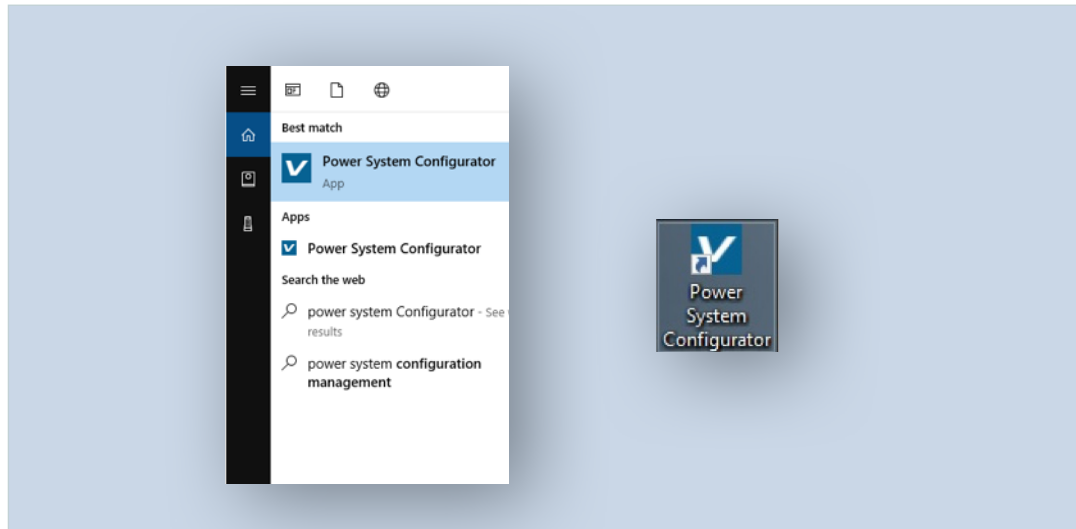 Best match
Power System Configurator
App
Apps
Power System Configurator
Search the web
power system Configurator - See
results
power system configuration
management
Power
System
Configurator